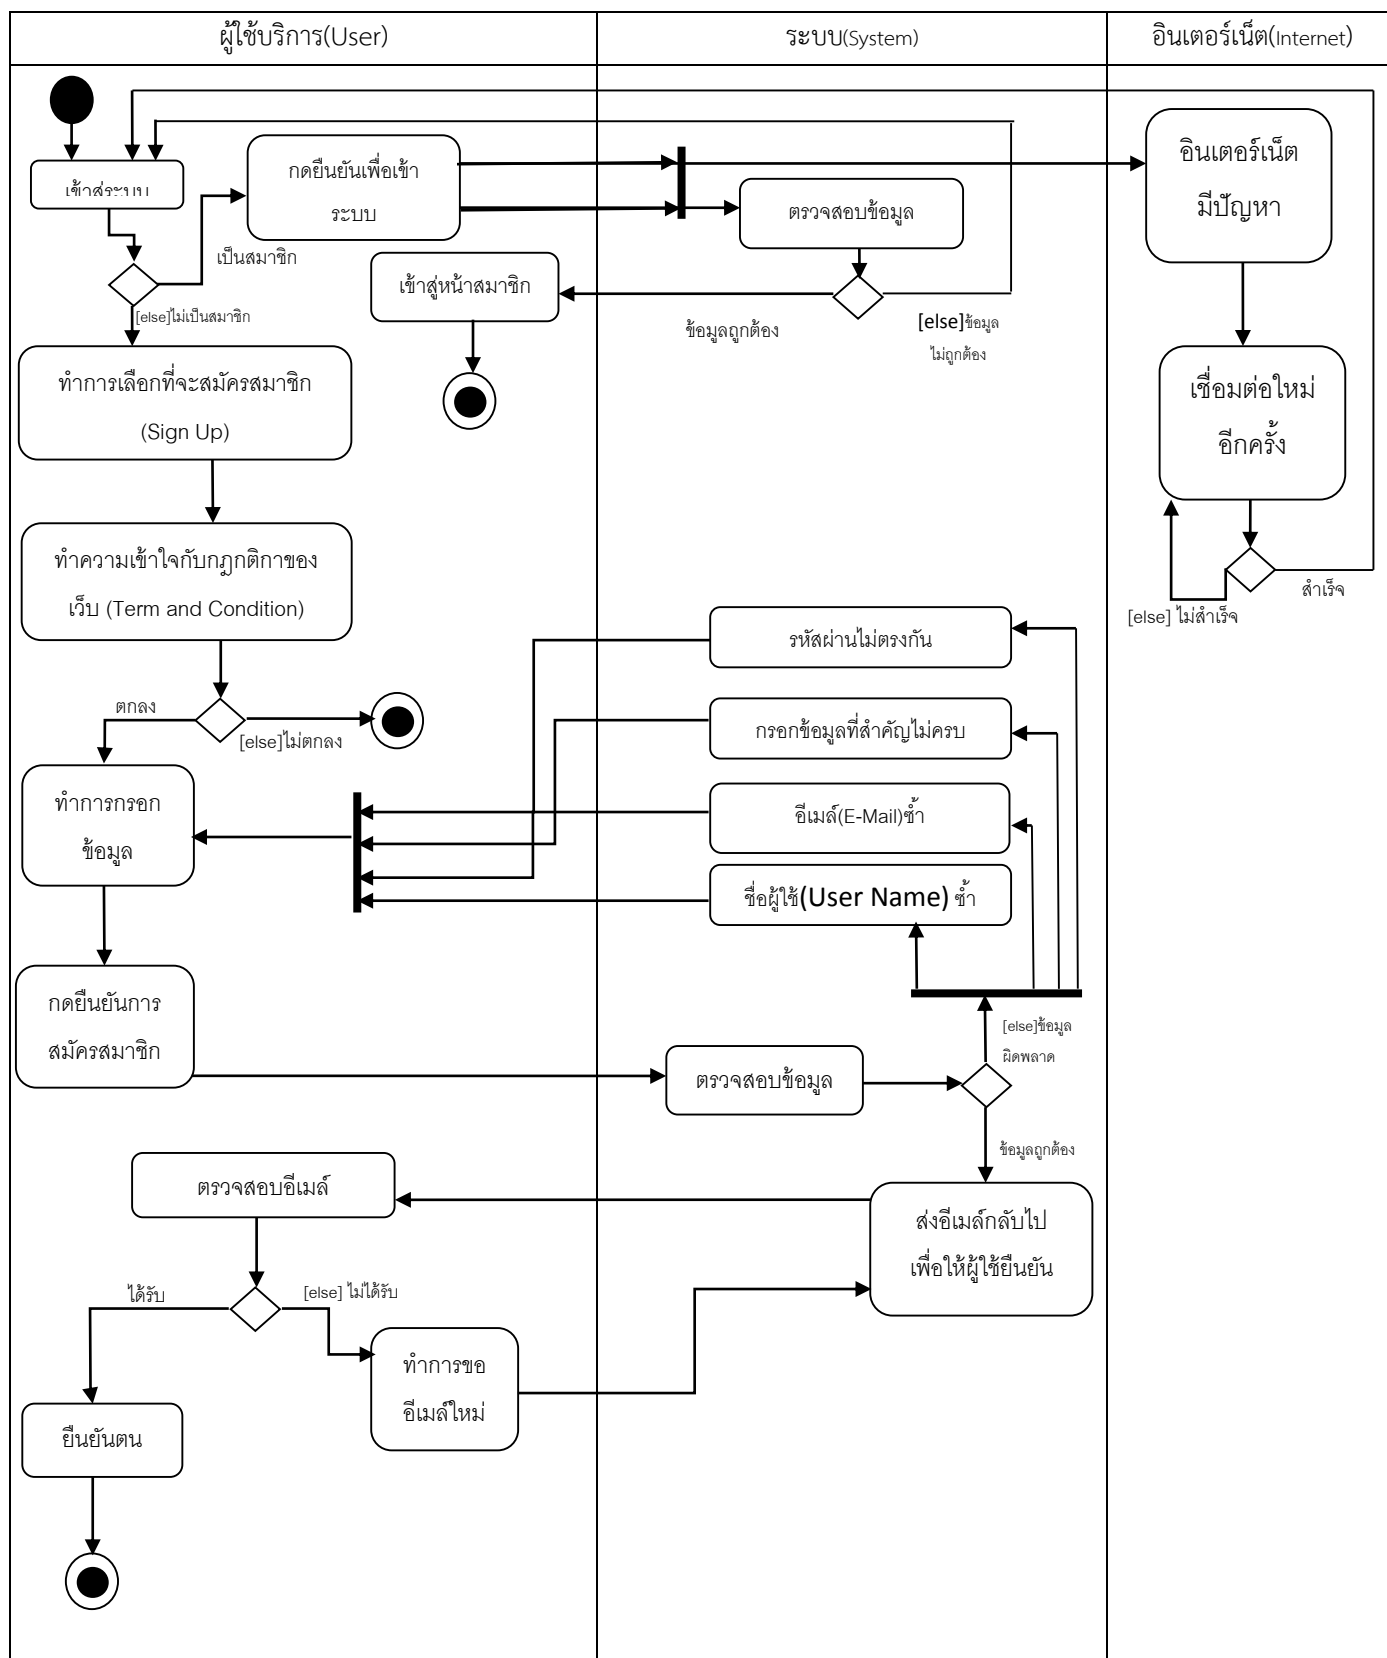 ผู้ใช้บริการ(User)
ระบบ(System)
อินเตอร์เน็ต(Internet)
เข้าสู่ระบบ
กดยืนยันเพื่อเข้า
ระบบ
ตรวจสอบข้อมูล
อินเตอร์เน็ต
มีปัญหา
เป็นสมาชิก
เข้าสู่หน้าสมาชิก
[else]ไม่เป็นสมาชิก
ข้อมูลถูกต้อง
[else]ข้อมูล
ไม่ถูกต้อง
ทำการเลือกที่จะสมัครสมาชิก
(Sign Up)
เชื่อมต่อใหม่
อีกครั้ง
ทำความเข้าใจกับกฎกติกาของ
เว็บ (Term and Condition)
สำเร็จ
[else] ไม่สำเร็จ
รหัสผ่านไม่ตรงกัน
ตกลง
[else]ไม่ตกลง
กรอกข้อมูลที่สำคัญไม่ครบ
ทำการกรอก
ข้อมูล
อีเมล์(E-Mail)ซ้ำ
ชื่อผู้ใช้(User Name) ซ้ำ
กดยืนยันการ
สมัครสมาชิก
[else]ข้อมูล
ผิดพลาด
ตรวจสอบข้อมูล
ข้อมูลถูกต้อง
ตรวจสอบอีเมล์
ส่งอีเมล์กลับไป
เพื่อให้ผู้ใช้ยืนยัน
ได้รับ
[else] ไม่ได้รับ
ทำการขอ
อีเมล์ใหม่
ยืนยันตน